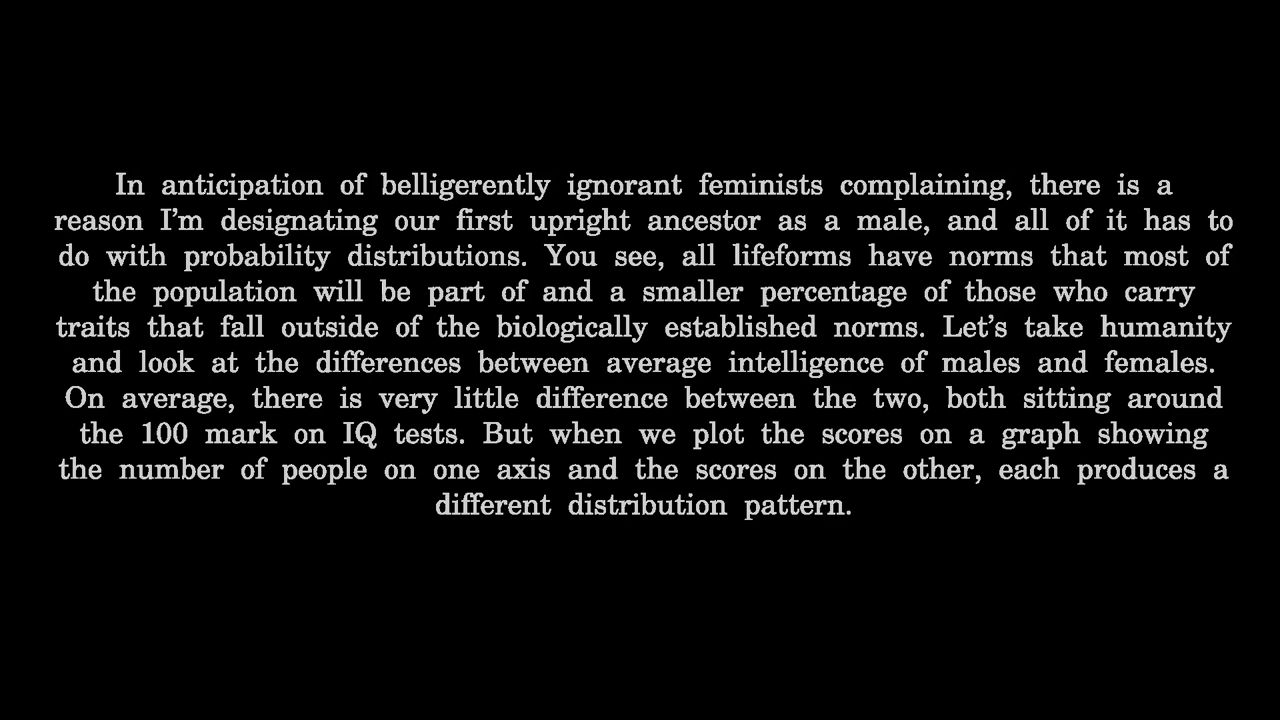 In anticipation of belligerently ignorant feminists complaining, there is a
reason I’m designating our first upright ancestor as a male, and all of it has to
do with probability distributions. You see, all lifeforms have norms that most of
the population will be part of and a smaller percentage of those who carry
traits that fall outside of the biologically established norms. Let’s take humanity
and look at the differences between average intelligence of males and females.
On average, there is very little difference between the two, both sitting around
the 100 mark on IQ tests. But when we plot the scores on a graph showing
the number of people on one axis and the scores on the other, each produces a
different distribution pattern.